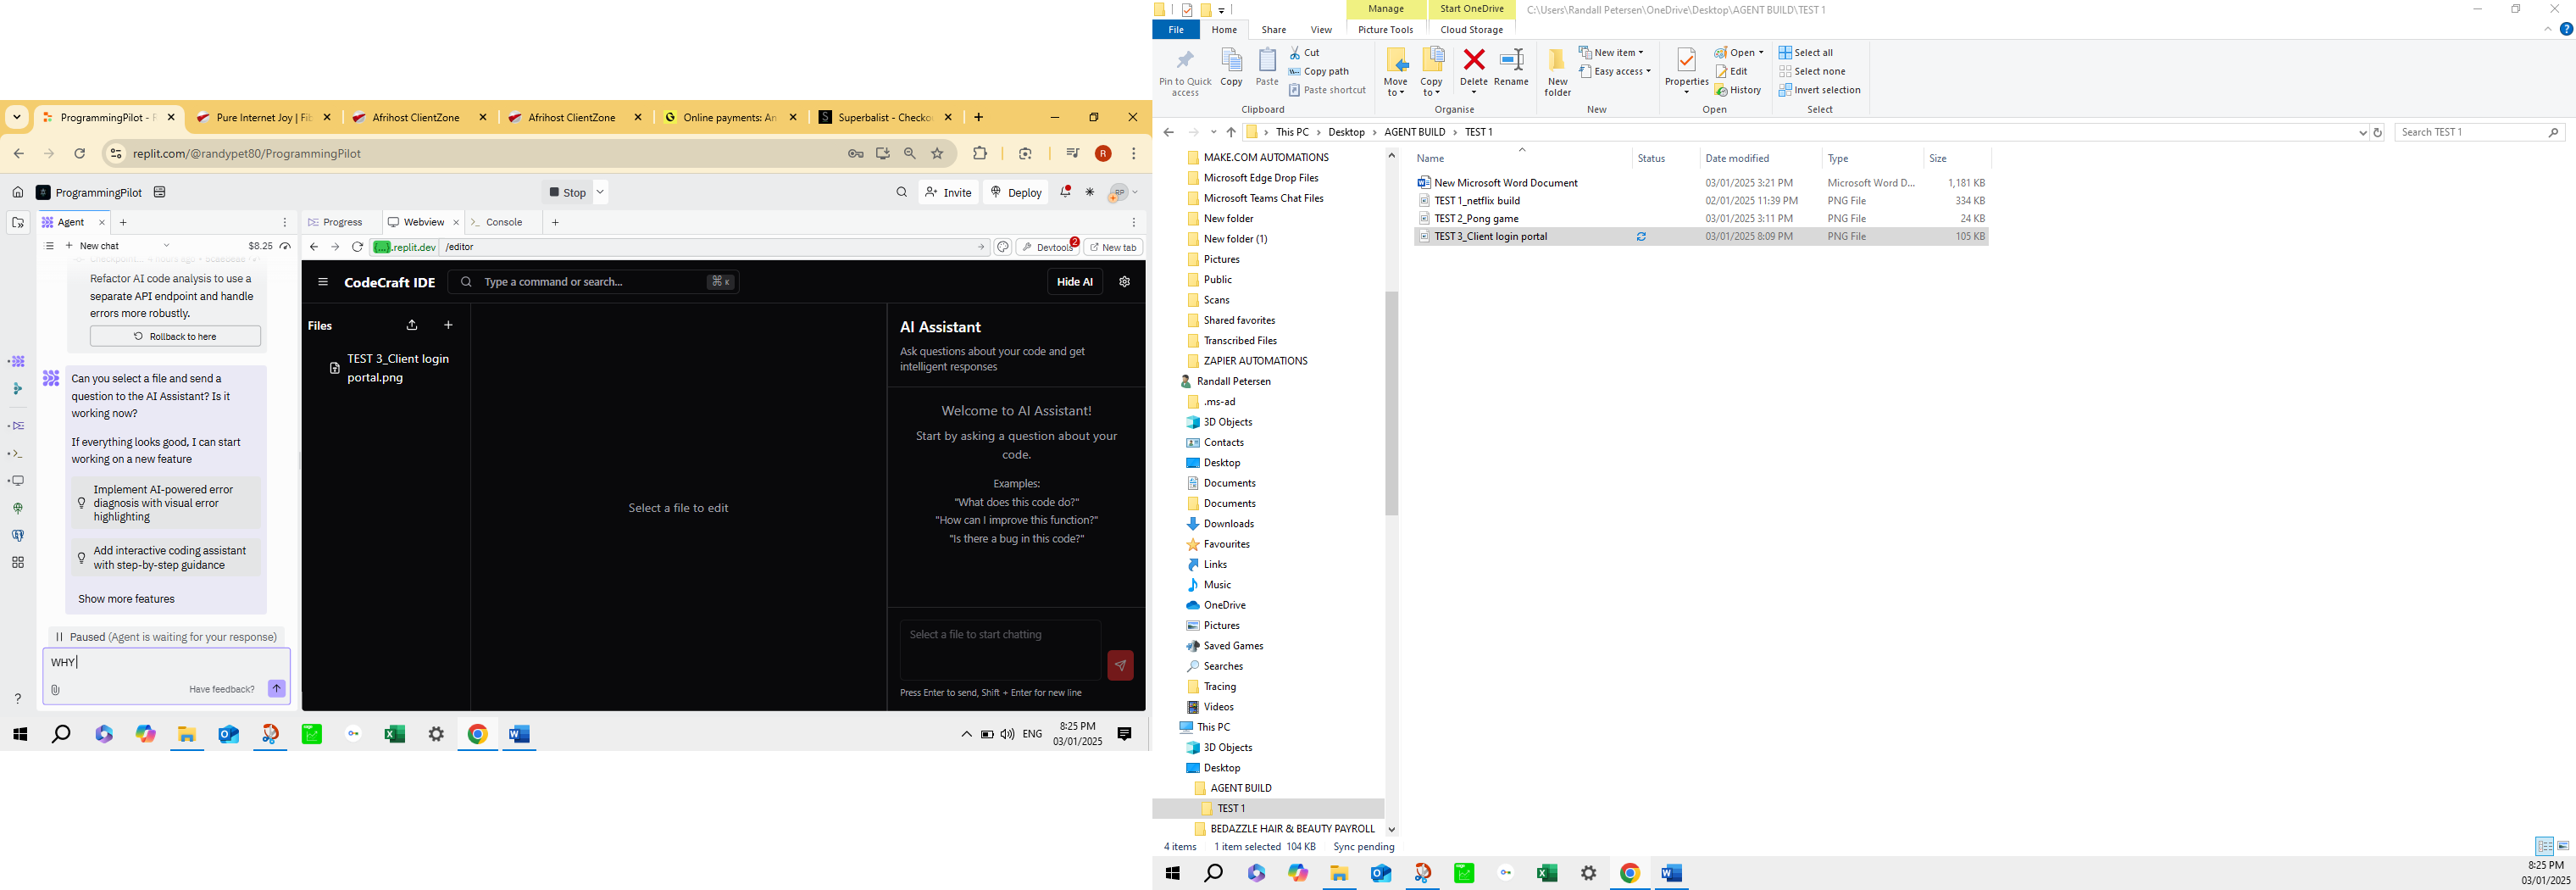 ProgrammingPilot - R
Pure Internet Joy | Fib
Afrihost ClientZone
Afrihost ClientZone
Online payments: An
Superbalist - Checko
replit.com/@randypet80/ProgrammingPilot
R
ProgrammingPilot
Stop
Invite
Deploy
RP
Agent
Progress
Webview
Console
New chat
$8.25
.replit.dev
/editor
Devtools
2
New tab
Refactor AI code analysis to use a
separate API endpoint and handle
errors more robustly.
Rollback to here
Can you select a file and send a
question to the AI Assistant? Is it
working now?
If everything looks good, I can start
working on a new feature
Implement AI-powered error
diagnosis with visual error
highlighting
Add interactive coding assistant
with step-by-step guidance
Show more features
Paused (Agent is waiting for your response)
WHY
Have feedback?
CodeCraft IDE
Type a command or search...
⌘ K
Hide AI
Files
TEST 3_Client login
portal.png
Select a file to edit
AI Assistant
Ask questions about your code and get
intelligent responses
Welcome to AI Assistant!
Start by asking a question about your
code.
Examples:
"What does this code do?"
"How can I improve this function?"
"Is there a bug in this code?"
Select a file to start chatting
Press Enter to send, Shift + Enter for new line
ENG
8:25 PM
03/01/2025
Manage
Start OneDrive
C:\Users\Randall Petersen\OneDrive\Desktop\AGENT BUILD\TEST 1
File
Home
Share
View
Picture Tools
Cloud Storage
Pin to Quick
access
Copy
Paste
Cut
Copy path
Paste shortcut
Clipboard
Move
to
Copy
to
Delete
Rename
Organise
New
folder
New item
Easy access
New
Properties
Open
Edit
History
Open
Select all
Select none
Invert selection
Select
This PC
Desktop
AGENT BUILD
TEST 1
Search TEST 1
MAKE.COM AUTOMATIONS
Microsoft Edge Drop Files
Microsoft Teams Chat Files
New folder
New folder (1)
Pictures
Public
Scans
Shared favorites
Transcribed Files
ZAPIER AUTOMATIONS
Randall Petersen
.ms-ad
3D Objects
Contacts
Desktop
Documents
Documents
Downloads
Favourites
Links
Music
OneDrive
Pictures
Saved Games
Searches
Tracing
Videos
This PC
3D Objects
Desktop
AGENT BUILD
TEST 1
BEDAZZLE HAIR & BEAUTY PAYROLL
Name Status Date modified Type Size
New Microsoft Word Document 03/01/2025 3:21 PM Microsoft Word D... 1,181 KB
TEST 1_netflix build 02/01/2025 11:39 PM PNG File 334 KB
TEST 2_Pong game 03/01/2025 3:11 PM PNG File 24 KB
TEST 3_Client login portal 03/01/2025 8:09 PM PNG File 105 KB
4 items 1 item selected 104 KB Sync pending
8:25 PM
03/01/2025